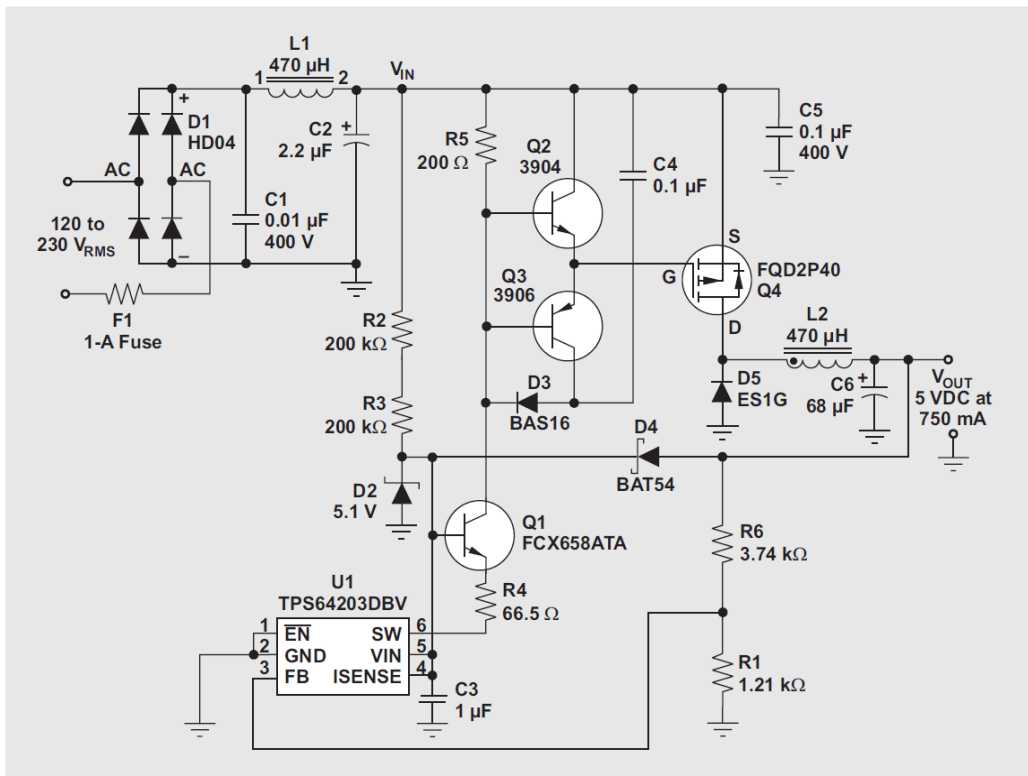 L1
470 µH
1
2
V_IN
+
D1
HD04
AC
AC
C2
2.2 µF
+
C1
0.01 µF
400 V
120 to
230 V_RMS
–
F1
1-A Fuse
R5
200 Ω
Q2
3904
C4
0.1 µF
C5
0.1 µF
400 V
Q3
3906
S
G
D
FQD2P40
Q4
L2
470 µH
R2
200 kΩ
R3
200 kΩ
D3
BAS16
D5
ES1G
C6
68 µF
+
V_OUT
5 VDC at
750 mA
D4
BAT54
D2
5.1 V
Q1
FCX658ATA
R4
66.5 Ω
R6
3.74 kΩ
R1
1.21 kΩ
U1
TPS64203DBV
1 E̅N̅ SW 6
2 GND VIN 5
3 FB ISENSE 4
C3
1 µF